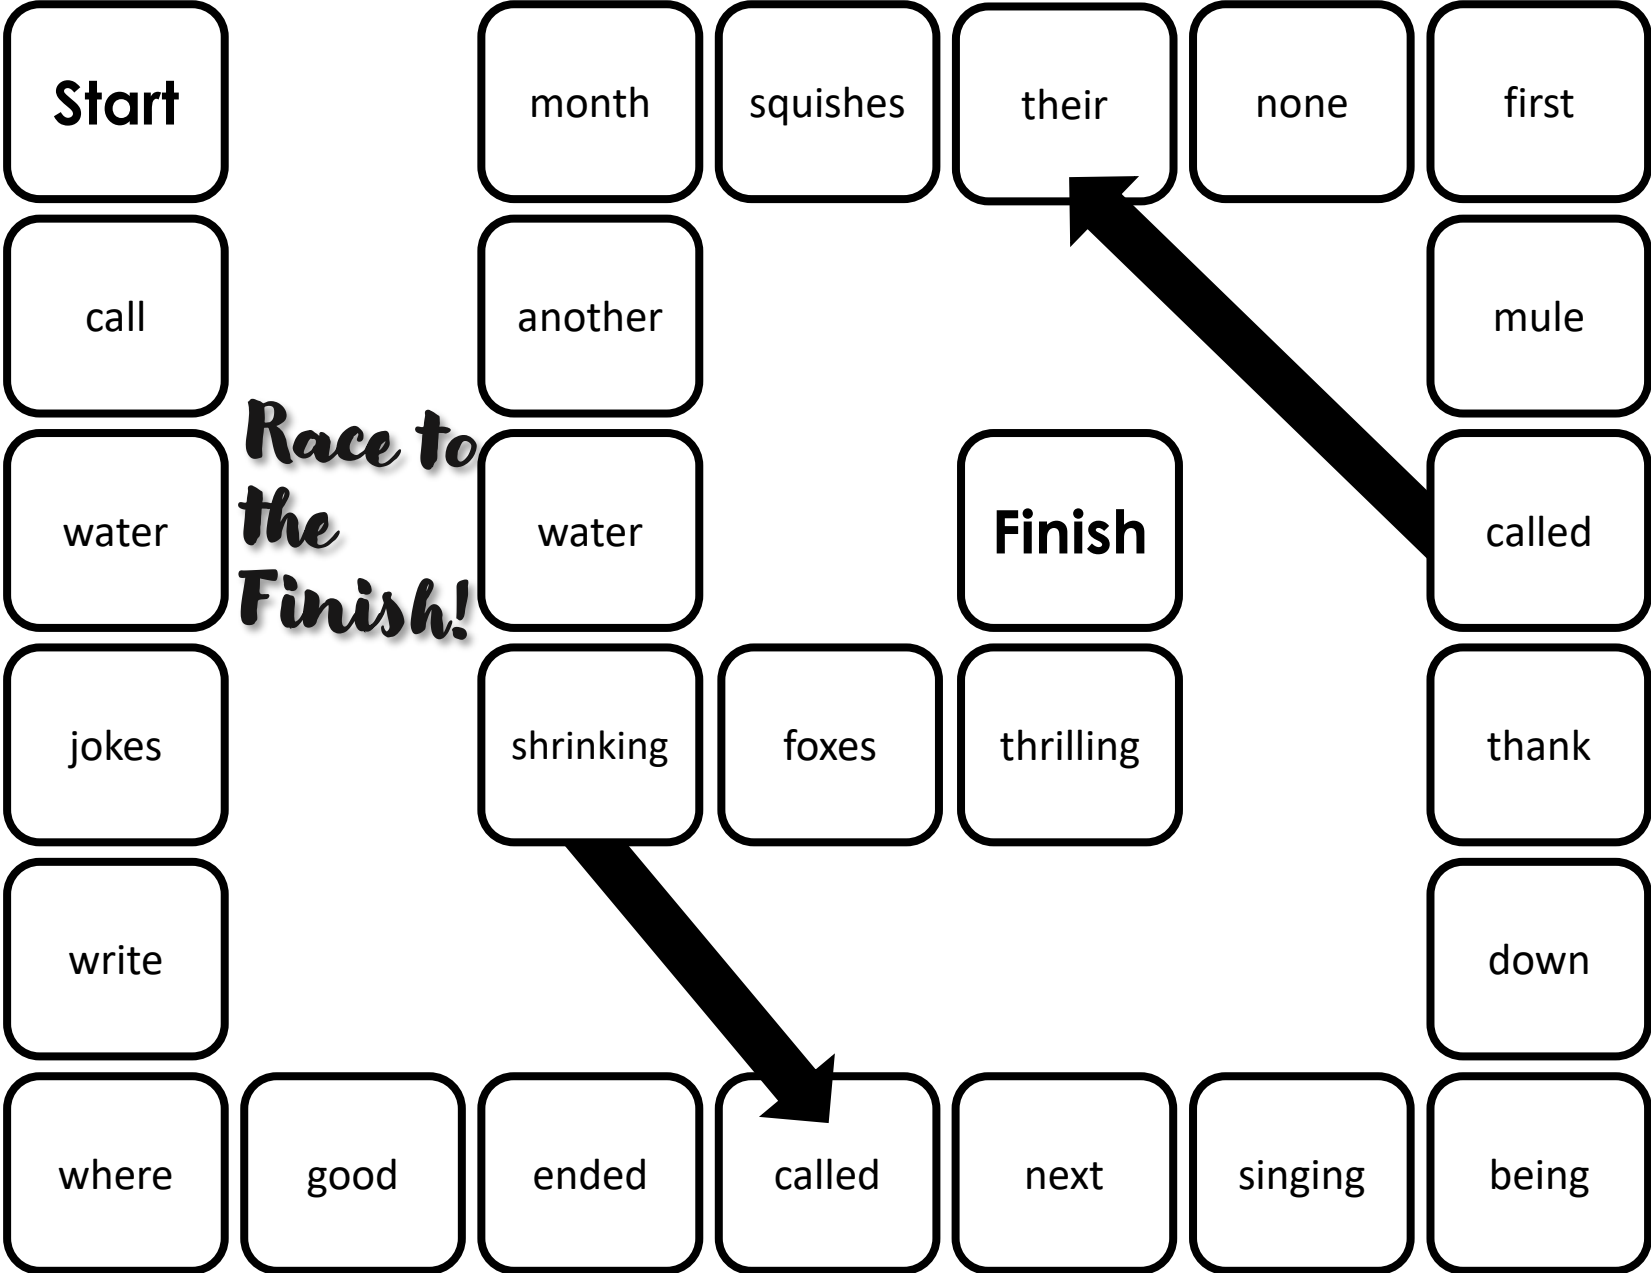 Start
month
squishes
their
none
first
call
another
mule
Race to
the
Finish!
water
water
Finish
called
jokes
shrinking
foxes
thrilling
thank
write
down
where
good
ended
called
next
singing
being